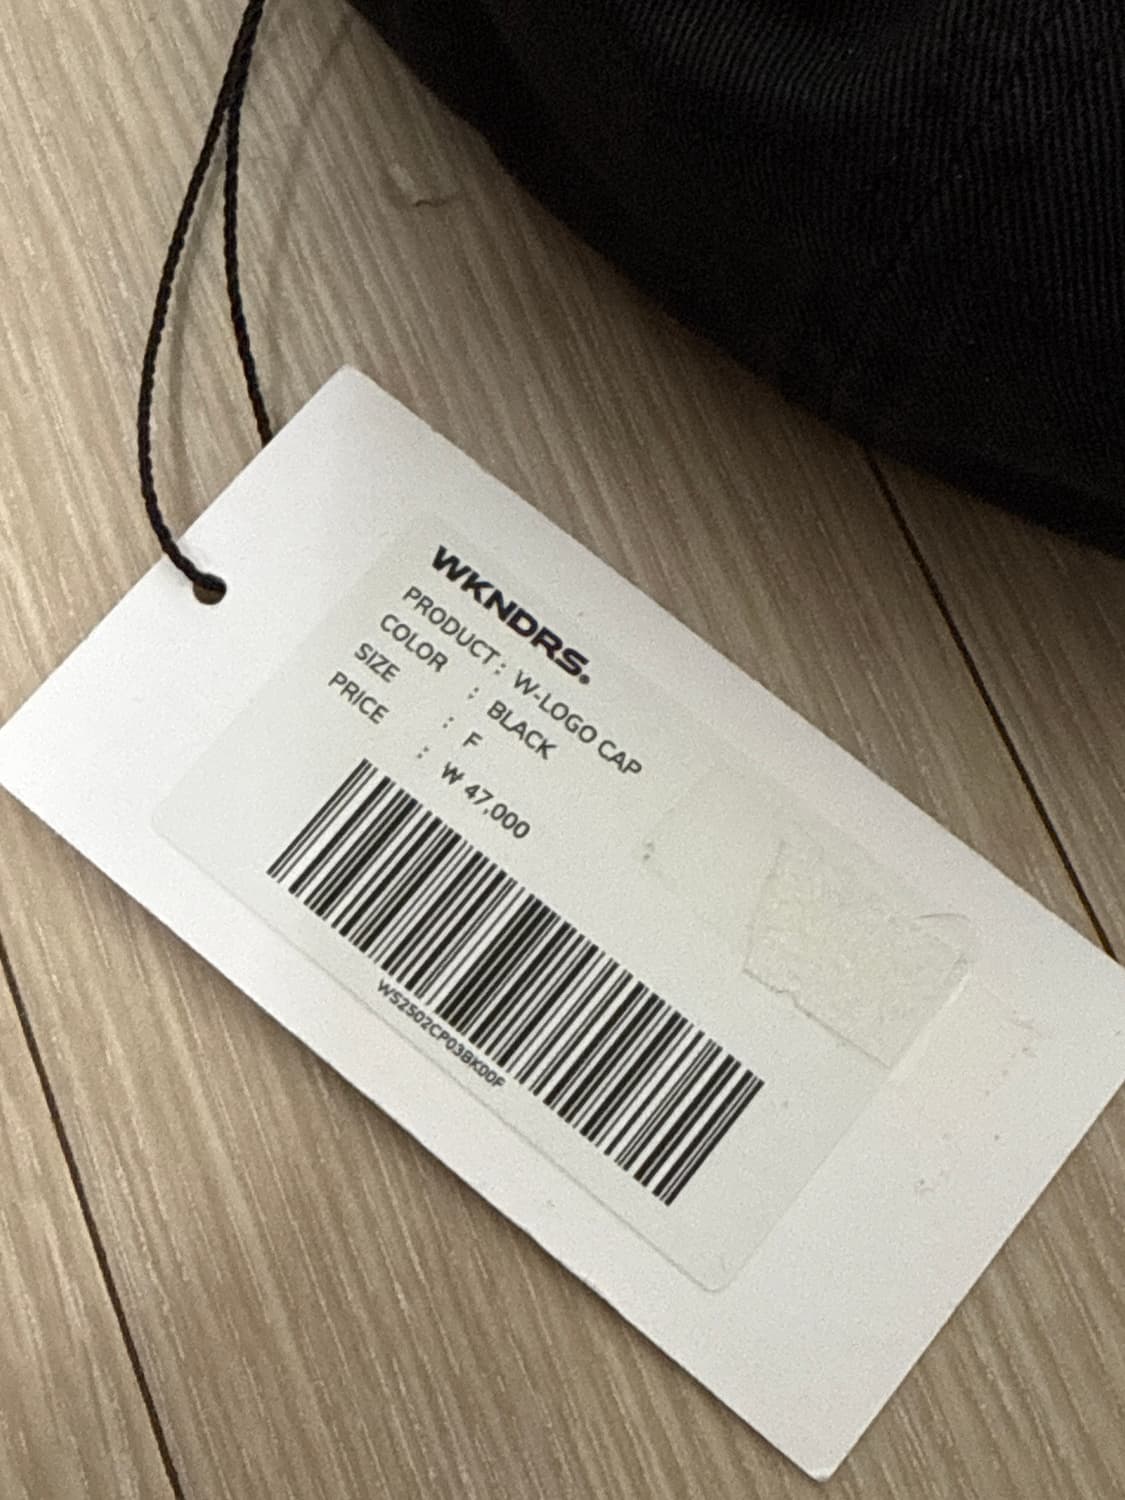 WKNDRS®
PRODUCT : W-LOGO CAP
COLOR : BLACK
SIZE : F
PRICE : ₩ 47,000
WS2502CP03BK00F